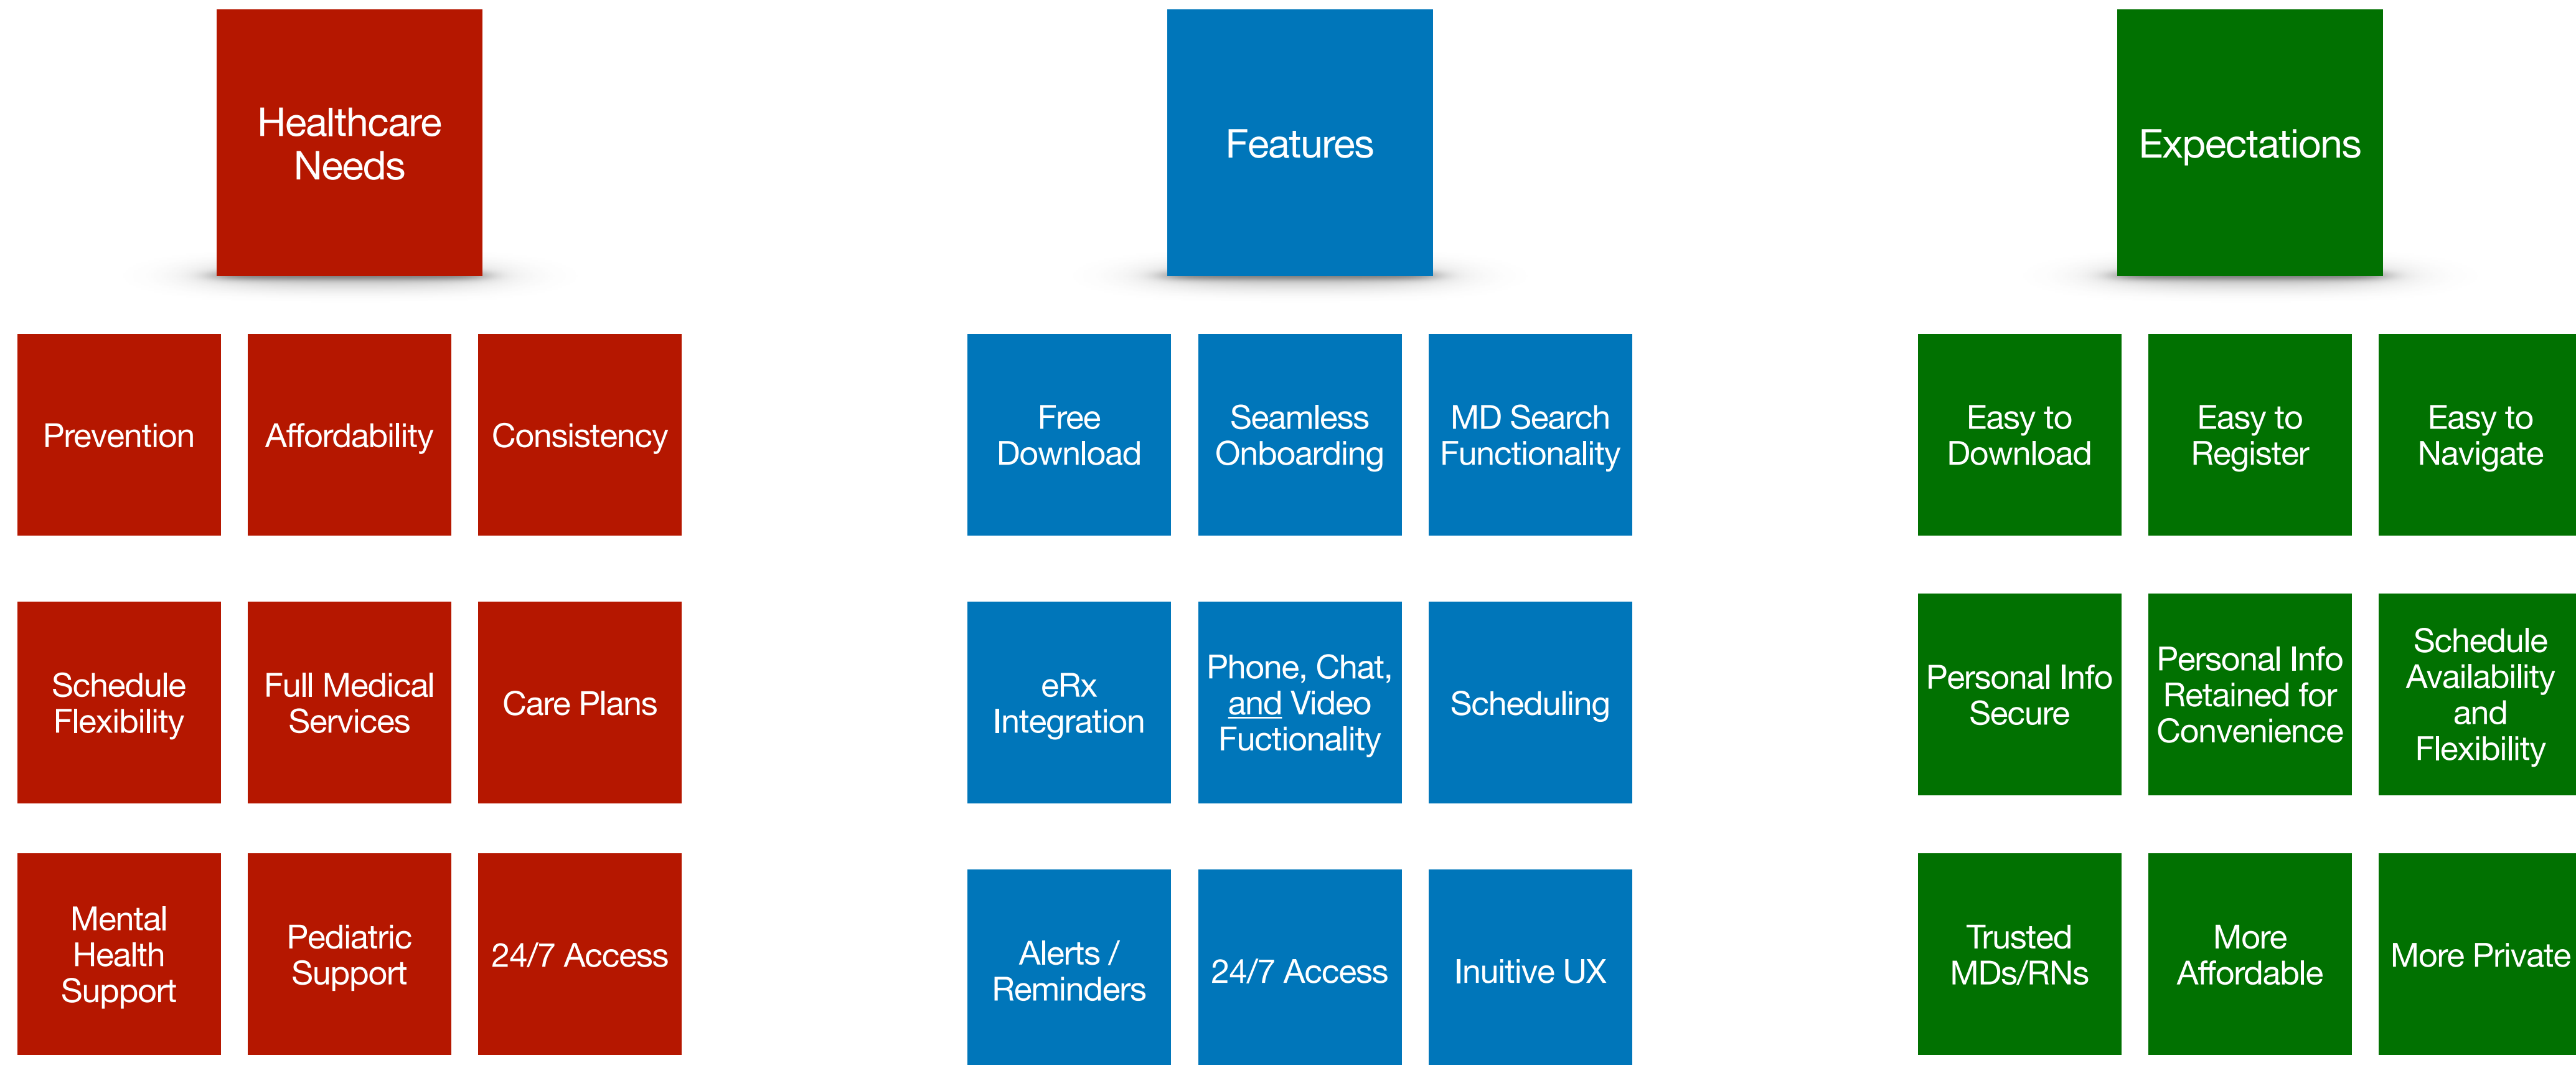 Healthcare
Needs
Prevention
Affordability
Consistency
Schedule
Flexibility
Full Medical
Services
Care Plans
Mental
Health
Support
Pediatric
Support
24/7 Access
Features
Free
Download
Seamless
Onboarding
MD Search
Functionality
eRx
Integration
Phone, Chat,
and Video
Fuctionality
Scheduling
Alerts /
Reminders
24/7 Access
Inuitive UX
Expectations
Easy to
Download
Easy to
Register
Easy to
Navigate
Personal Info
Secure
Personal Info
Retained for
Convenience
Schedule
Availability
and
Flexibility
Trusted
MDs/RNs
More
Affordable
More Private